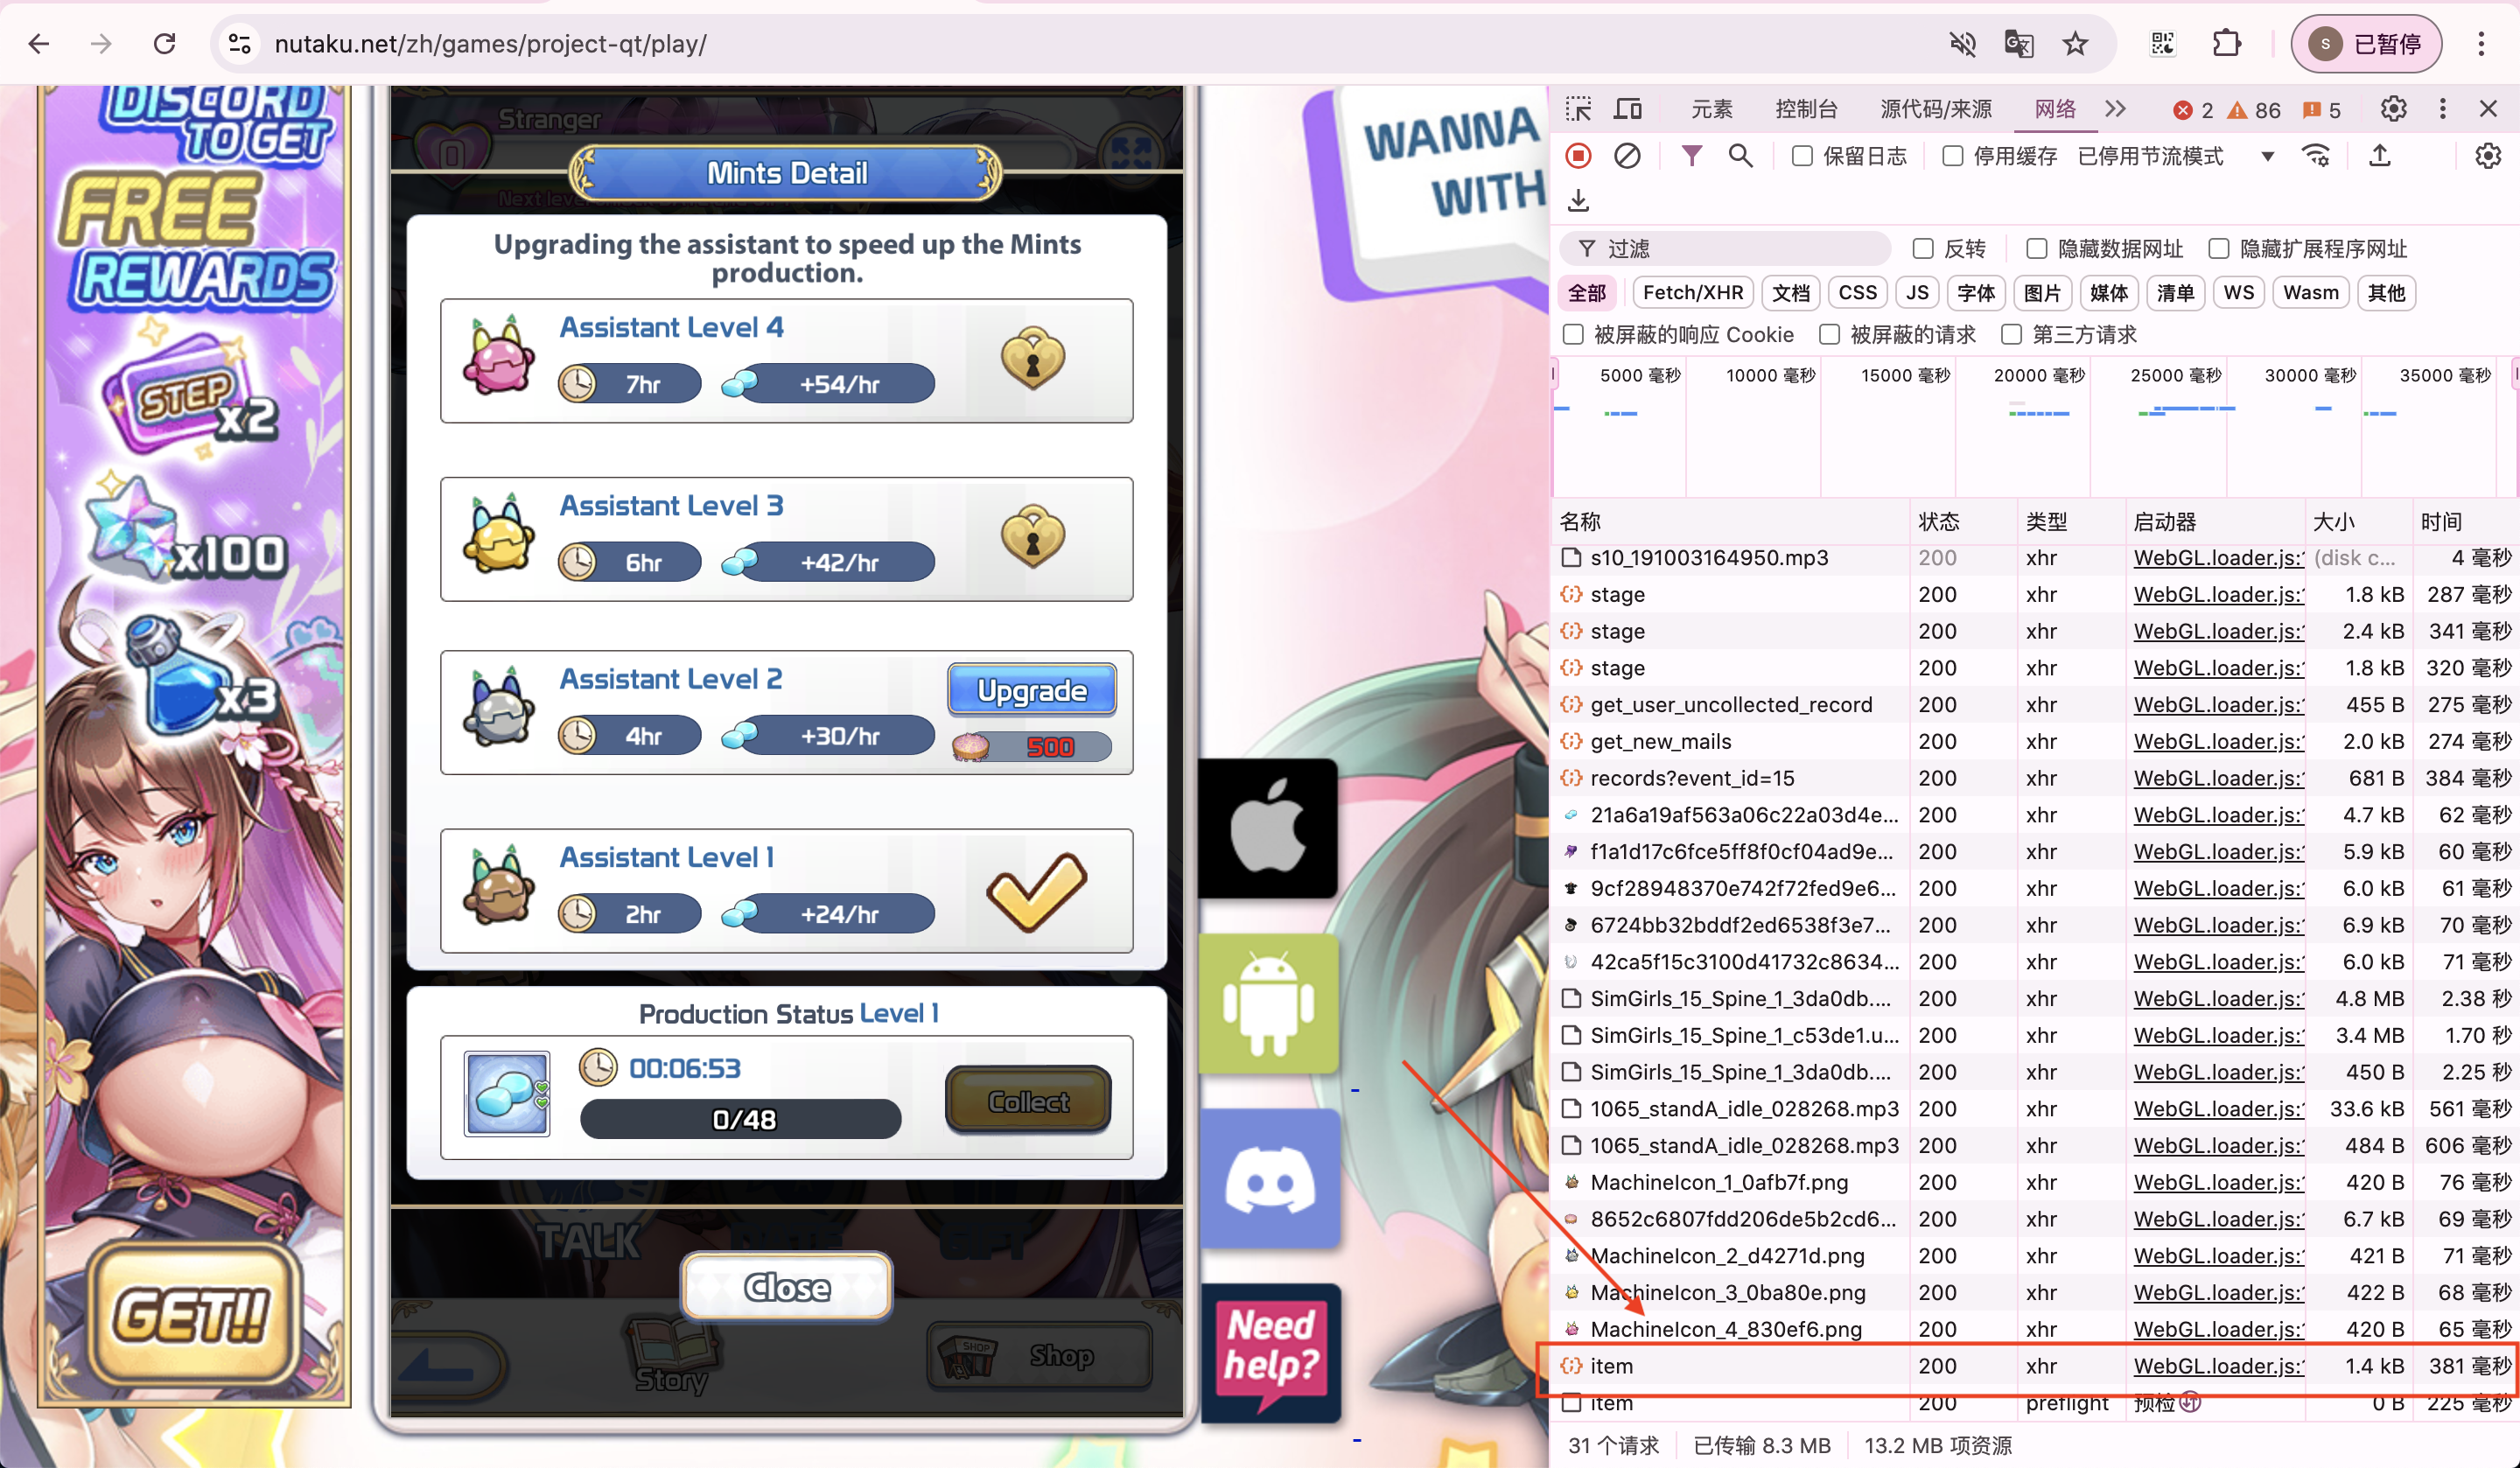 nutaku.net/zh/games/project-qt/play/
S 已暂停
DISCORD
TO GET
FREE
REWARDS
STEP
x2
x100
x3
GET!!
Stranger
0
Mints Detail
Upgrading the assistant to speed up the Mints
production.
Assistant Level 4
7hr +54/hr
Assistant Level 3
6hr +42/hr
Assistant Level 2
4hr +30/hr
Upgrade
500
Assistant Level 1
2hr +24/hr
Production Status Level 1
00:06:53
0/48
Collect
TALK GIFT
Close
Story
SHOP Shop
WANNA
WITH
Need
help?
元素 控制台 源代码/来源 网络 2 86 5
保留日志 停用缓存 已停用节流模式
过滤 反转 隐藏数据网址 隐藏扩展程序网址
全部 Fetch/XHR 文档 CSS JS 字体 图片 媒体 清单 WS Wasm 其他
被屏蔽的响应 Cookie 被屏蔽的请求 第三方请求
5000 毫秒 10000 毫秒 15000 毫秒 20000 毫秒 25000 毫秒 30000 毫秒 35000 毫秒
名称 状态 类型 启动器 大小 时间
s10_191003164950.mp3 200 xhr WebGL.loader.js: (disk c... 4 毫秒
stage 200 xhr WebGL.loader.js: 1.8 kB 287 毫秒
stage 200 xhr WebGL.loader.js: 2.4 kB 341 毫秒
stage 200 xhr WebGL.loader.js: 1.8 kB 320 毫秒
get_user_uncollected_record 200 xhr WebGL.loader.js: 455 B 275 毫秒
get_new_mails 200 xhr WebGL.loader.js: 2.0 kB 274 毫秒
records?event_id=15 200 xhr WebGL.loader.js: 681 B 384 毫秒
21a6a19af563a06c22a03d4e... 200 xhr WebGL.loader.js: 4.7 kB 62 毫秒
f1a1d17c6fce5ff8f0cf04ad9e... 200 xhr WebGL.loader.js: 5.9 kB 60 毫秒
9cf28948370e742f72fed9e6... 200 xhr WebGL.loader.js: 6.0 kB 61 毫秒
6724bb32bddf2ed6538f3e7... 200 xhr WebGL.loader.js: 6.9 kB 70 毫秒
42ca5f15c3100d41732c8634... 200 xhr WebGL.loader.js: 6.0 kB 71 毫秒
SimGirls_15_Spine_1_3da0db.... 200 xhr WebGL.loader.js: 4.8 MB 2.38 秒
SimGirls_15_Spine_1_c53de1.u... 200 xhr WebGL.loader.js: 3.4 MB 1.70 秒
SimGirls_15_Spine_1_3da0db.... 200 xhr WebGL.loader.js: 450 B 2.25 秒
1065_standA_idle_028268.mp3 200 xhr WebGL.loader.js: 33.6 kB 561 毫秒
1065_standA_idle_028268.mp3 200 xhr WebGL.loader.js: 484 B 606 毫秒
MachineIcon_1_0afb7f.png 200 xhr WebGL.loader.js: 420 B 76 毫秒
8652c6807fdd206de5b2cd6... 200 xhr WebGL.loader.js: 6.7 kB 69 毫秒
MachineIcon_2_d4271d.png 200 xhr WebGL.loader.js: 421 B 71 毫秒
MachineIcon_3_0ba80e.png 200 xhr WebGL.loader.js: 422 B 68 毫秒
MachineIcon_4_830ef6.png 200 xhr WebGL.loader.js: 420 B 65 毫秒
item 200 xhr WebGL.loader.js: 1.4 kB 381 毫秒
item 200 preflight 预检 0 B 225 毫秒
31 个请求 已传输 8.3 MB 13.2 MB 项资源